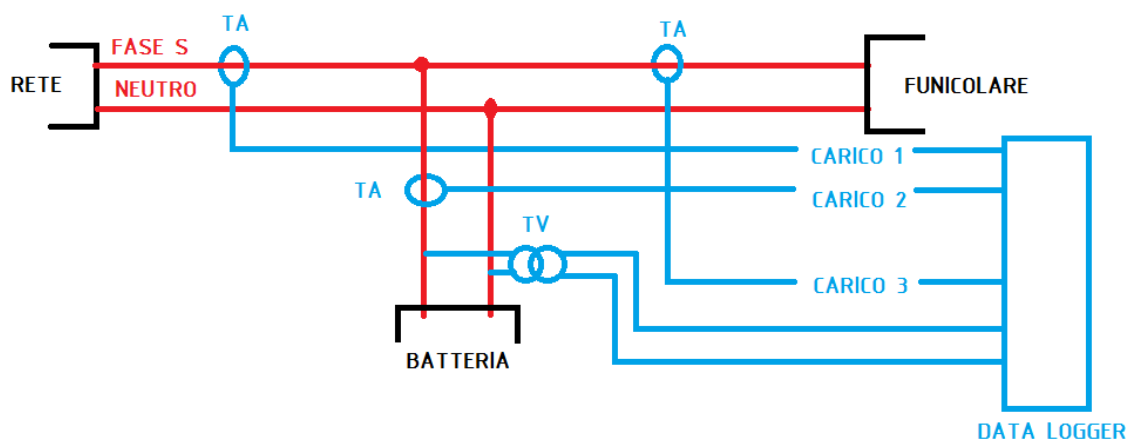 TA
TA
FASE S
RETE
NEUTRO
FUNICOLARE
CARICO 1
TA
CARICO 2
TV
CARICO 3
BATTERIA
DATA LOGGER